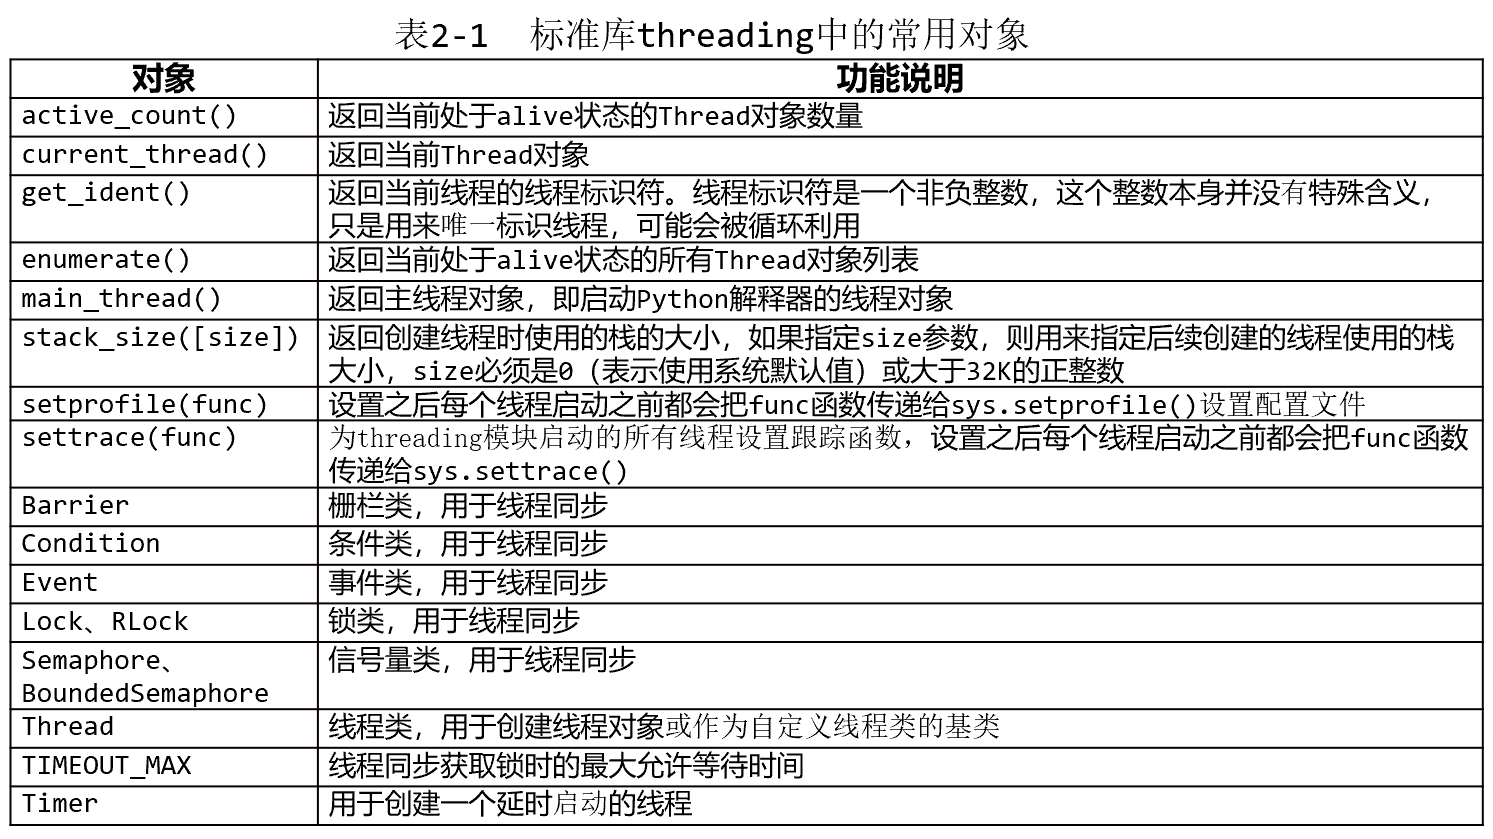 表2-1 标准库threading中的常用对象
对象 功能说明
active_count() 返回当前处于alive状态的Thread对象数量
current_thread() 返回当前Thread对象
get_ident() 返回当前线程的线程标识符。线程标识符是一个非负整数，这个整数本身并没有特殊含义，
只是用来唯一标识线程，可能会被循环利用
enumerate() 返回当前处于alive状态的所有Thread对象列表
main_thread() 返回主线程对象，即启动Python解释器的线程对象
stack_size([size]) 返回创建线程时使用的栈的大小，如果指定size参数，则用来指定后续创建的线程使用的栈
大小，size必须是0（表示使用系统默认值）或大于32K的正整数
setprofile(func) 设置之后每个线程启动之前都会把func函数传递给sys.setprofile()设置配置文件
settrace(func) 为threading模块启动的所有线程设置跟踪函数，设置之后每个线程启动之前都会把func函数
传递给sys.settrace()
Barrier 栅栏类，用于线程同步
Condition 条件类，用于线程同步
Event 事件类，用于线程同步
Lock、RLock 锁类，用于线程同步
Semaphore、 信号量类，用于线程同步
BoundedSemaphore
Thread 线程类，用于创建线程对象或作为自定义线程类的基类
TIMEOUT_MAX 线程同步获取锁时的最大允许等待时间
Timer 用于创建一个延时启动的线程